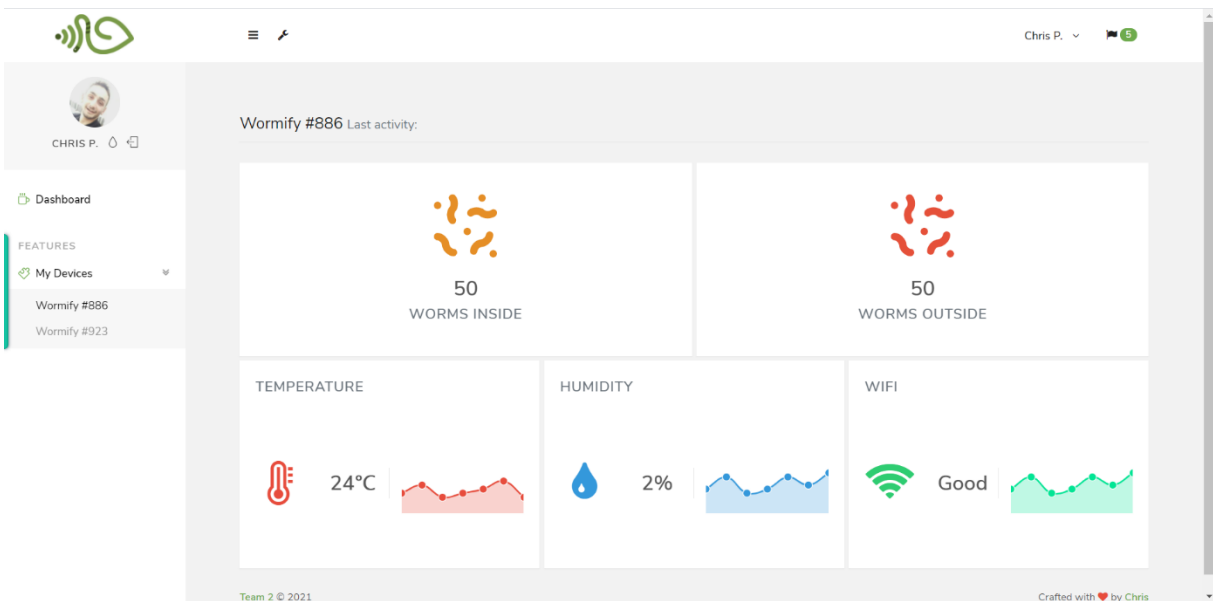 Chris P.
5
CHRIS P.
Dashboard
FEATURES
My Devices
Wormify #886
Wormify #923
Wormify #886 Last activity:
50
WORMS INSIDE
50
WORMS OUTSIDE
TEMPERATURE
24°C
HUMIDITY
2%
WIFI
Good
Team 2 © 2021
Crafted with ❤ by Chris